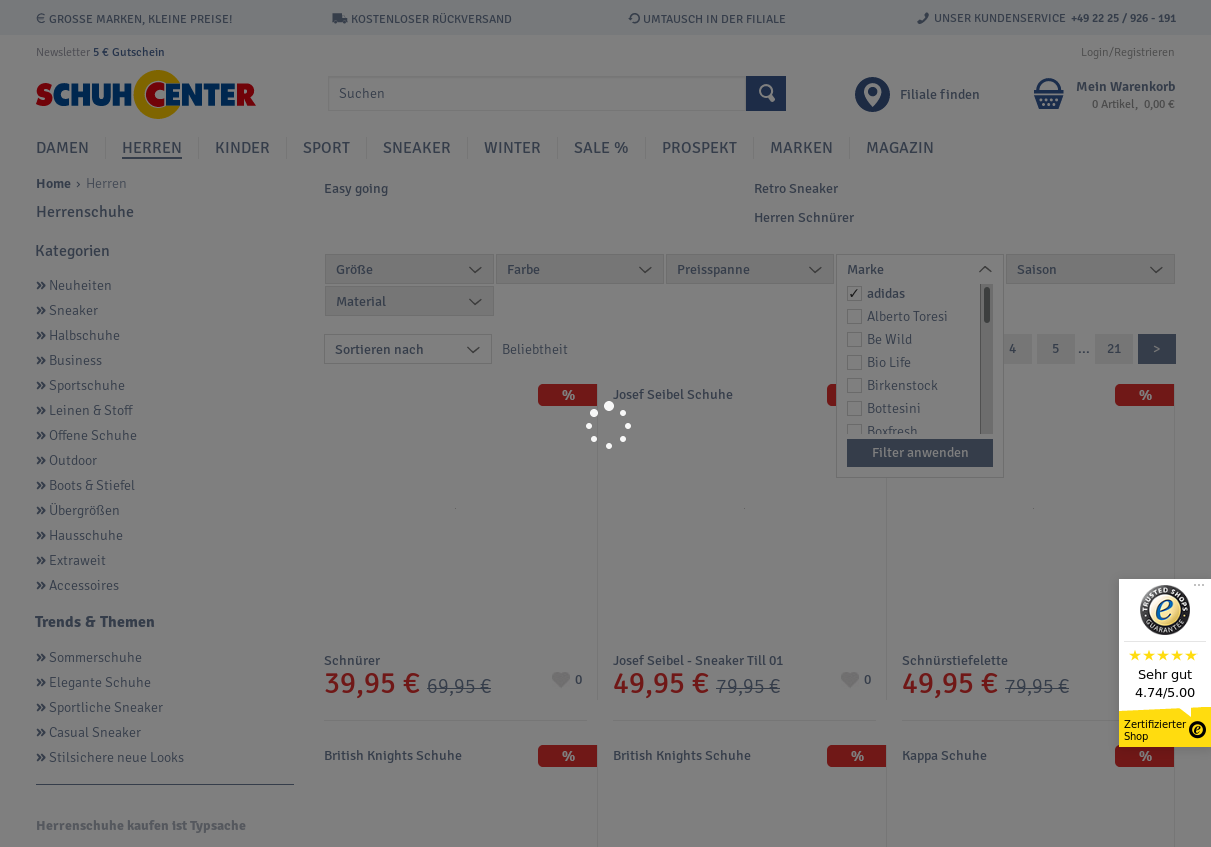 GROSSE MARKEN, KLEINE PREISE!
KOSTENLOSER RÜCKVERSAND
UMTAUSCH IN DER FILIALE
UNSER KUNDENSERVICE +49 22 25 / 926 - 191
Newsletter 5 € Gutschein
Login/Registrieren
SCHUH CENTER
Suchen
Filiale finden
Mein Warenkorb
0 Artikel, 0,00 €
DAMEN
HERREN
KINDER
SPORT
SNEAKER
WINTER
SALE %
PROSPEKT
MARKEN
MAGAZIN
Home › Herren
Herrenschuhe
Kategorien
» Neuheiten
» Sneaker
» Halbschuhe
» Business
» Sportschuhe
» Leinen & Stoff
» Offene Schuhe
» Outdoor
» Boots & Stiefel
» Übergrößen
» Hausschuhe
» Extraweit
» Accessoires
Trends & Themen
» Sommerschuhe
» Elegante Schuhe
» Sportliche Sneaker
» Casual Sneaker
» Stilsichere neue Looks
Herrenschuhe kaufen ist Typsache
Easy going
Retro Sneaker
Herren Schnürer
Größe
Farbe
Preisspanne
Marke
Saison
Material
adidas
Alberto Toresi
Be Wild
Bio Life
Birkenstock
Bottesini
Boxfresh
Filter anwenden
Sortieren nach
Beliebtheit
4
5
...
21
>
%
Josef Seibel Schuhe
%
Schnürer
39,95 € 69,95 €
0
Josef Seibel - Sneaker Till 01
49,95 € 79,95 €
0
Schnürstiefelette
49,95 € 79,95 €
British Knights Schuhe
%
British Knights Schuhe
%
Kappa Schuhe
%
TRUSTED SHOPS
GUARANTEE
Sehr gut
4.74/5.00
Zertifizierter
Shop